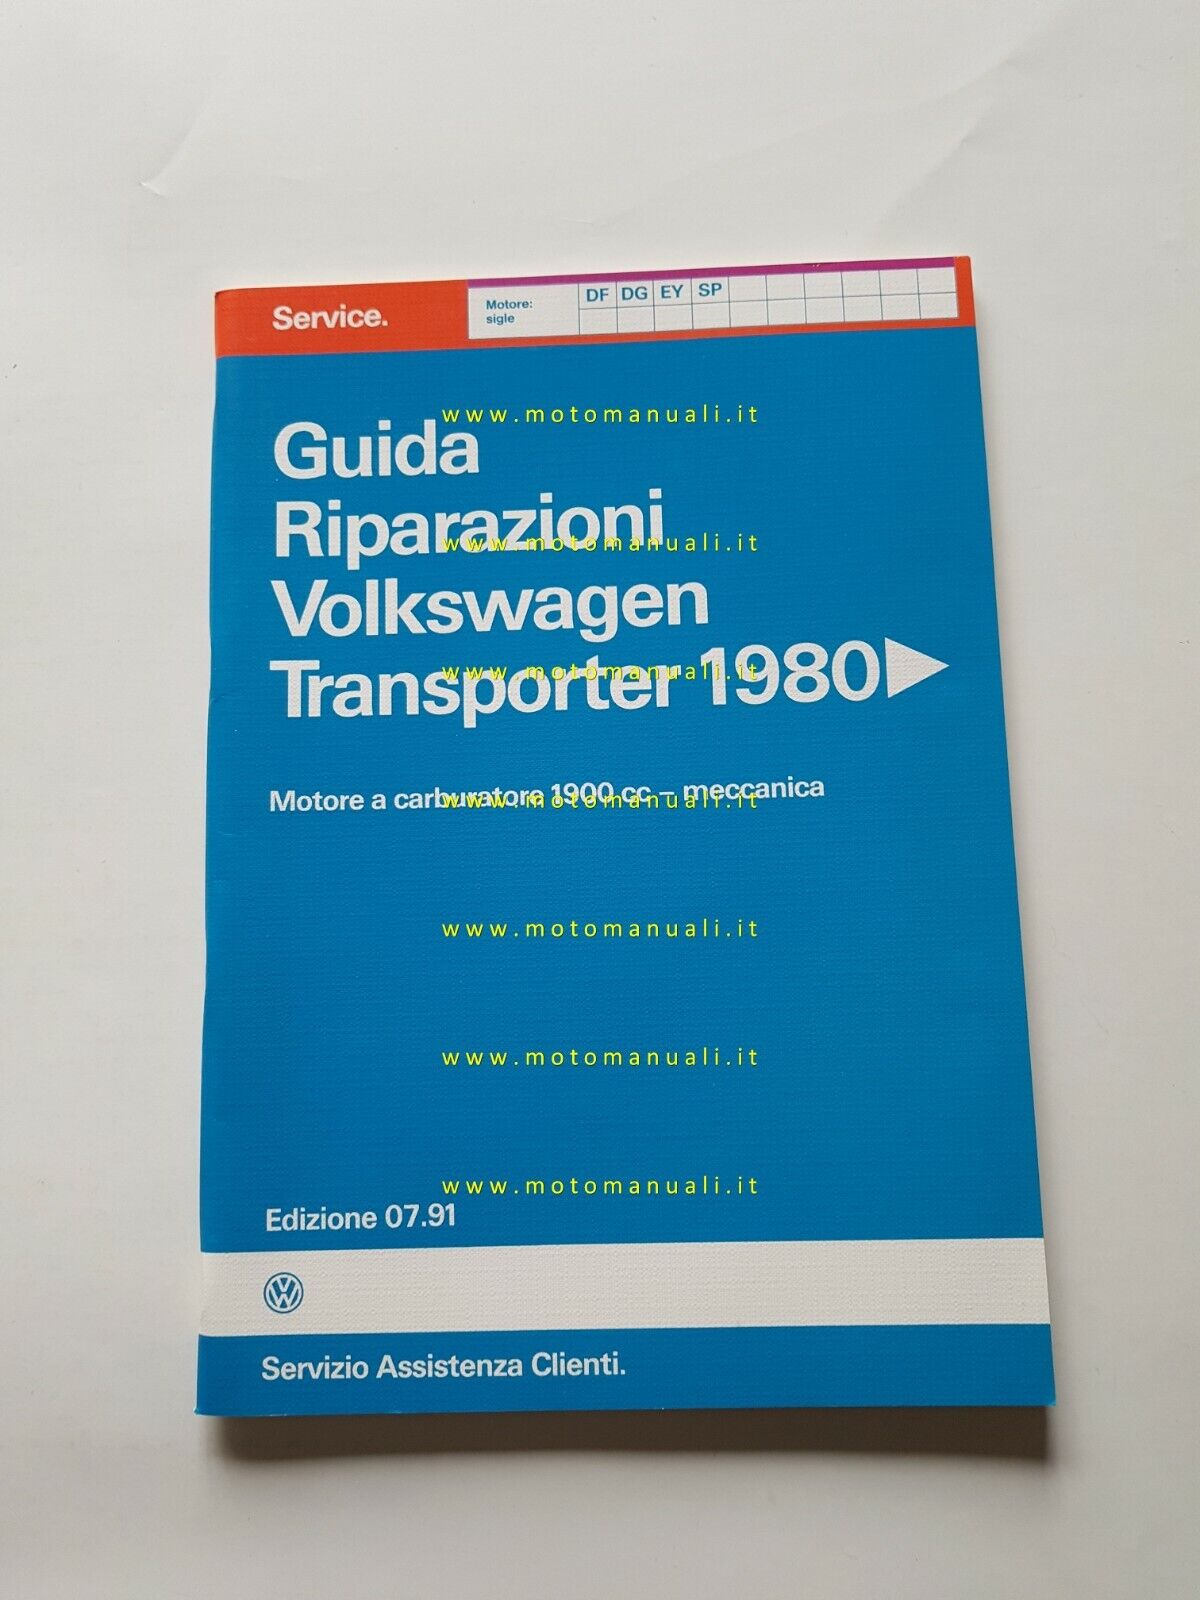 Service.
Motore:
sigle
DF DG EY SP
www.motomanuali.it
Guida
Riparazioni
www.motomanuali.it
Volkswagen
Transporter 1980
www.motomanuali.it
Motore a carburatore 1900 cc – meccanica
www.motomanuali.it
www.motomanuali.it
www.motomanuali.it
www.motomanuali.it
Edizione 07.91
VW
Servizio Assistenza Clienti.